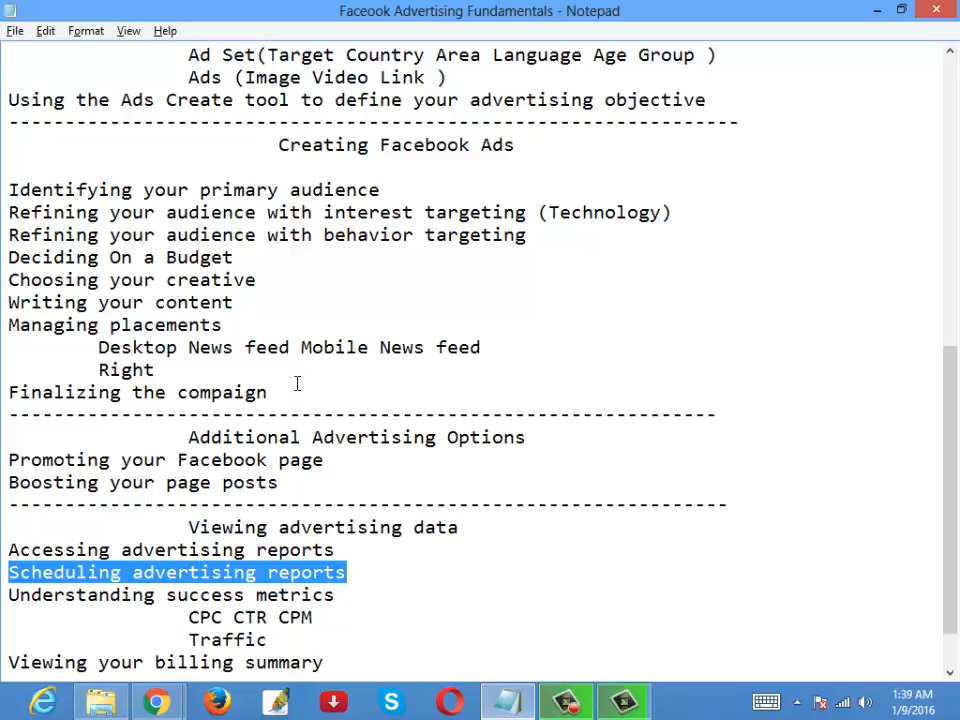 Faceook Advertising Fundamentals - Notepad
File Edit Format View Help
Ad Set(Target Country Area Language Age Group )
Ads (Image Video Link )
Using the Ads Create tool to define your advertising objective
-----------------------------------------------------------------
Creating Facebook Ads
Identifying your primary audience
Refining your audience with interest targeting (Technology)
Refining your audience with behavior targeting
Deciding On a Budget
Choosing your creative
Writing your content
Managing placements
Desktop News feed Mobile News feed
Right
Finalizing the compaign
---------------------------------------------------------------
Additional Advertising Options
Promoting your Facebook page
Boosting your page posts
----------------------------------------------------------------
Viewing advertising data
Accessing advertising reports
Scheduling advertising reports
Understanding success metrics
CPC CTR CPM
Traffic
Viewing your billing summary
1:39 AM
1/9/2016